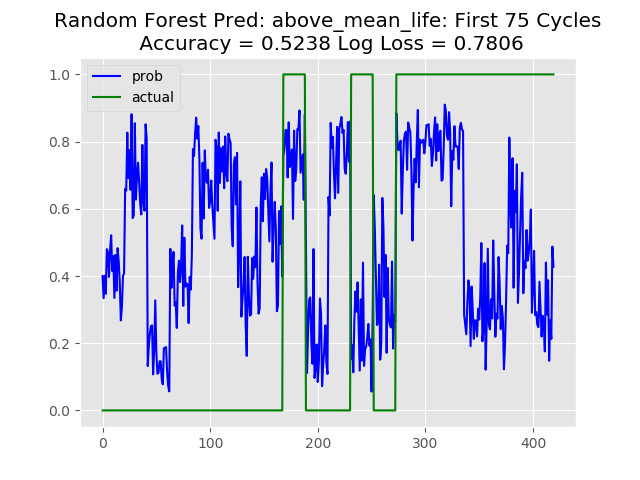 Random Forest Pred: above_mean_life: First 75 Cycles
Accuracy = 0.5238 Log Loss = 0.7806
1.0
prob
actual
0.8
0.6
0.4
0.2
0.0
0 100 200 300 400